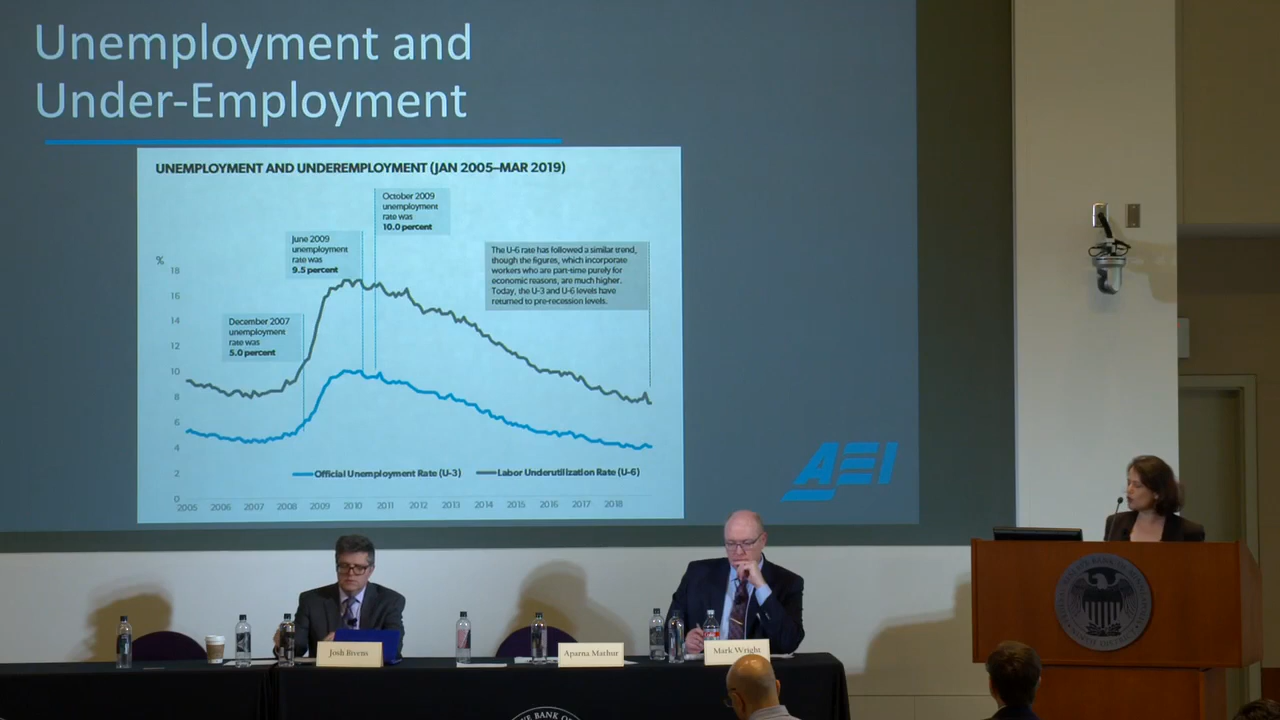 Unemployment and
Under-Employment
UNEMPLOYMENT AND UNDEREMPLOYMENT (JAN 2005–MAR 2019)
October 2009
unemployment
rate was
10.0 percent
June 2009
unemployment
rate was
9.5 percent
The U-6 rate has followed a similar trend,
though the figures, which incorporate
workers who are part-time purely for
economic reasons, are much higher.
Today, the U-3 and U-6 levels have
returned to pre-recession levels.
December 2007
unemployment
rate was
5.0 percent
%
18
16
14
12
10
8
6
4
2
0
Official Unemployment Rate (U-3)
Labor Underutilization Rate (U-6)
2005 2006 2007 2008 2009 2010 2011 2012 2013 2014 2015 2016 2017 2018
AEI
Josh Bivens
Aparna Mathur
Mark Wright
BANK OF